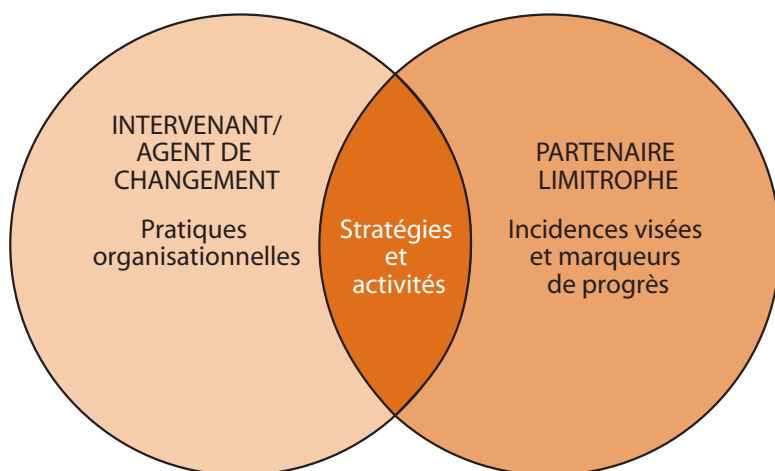 INTERVENANT/
AGENT DE
CHANGEMENT
Pratiques
organisationnelles
Stratégies
et
activités
PARTENAIRE
LIMITROPHE
Incidences visées
et marqueurs
de progrès